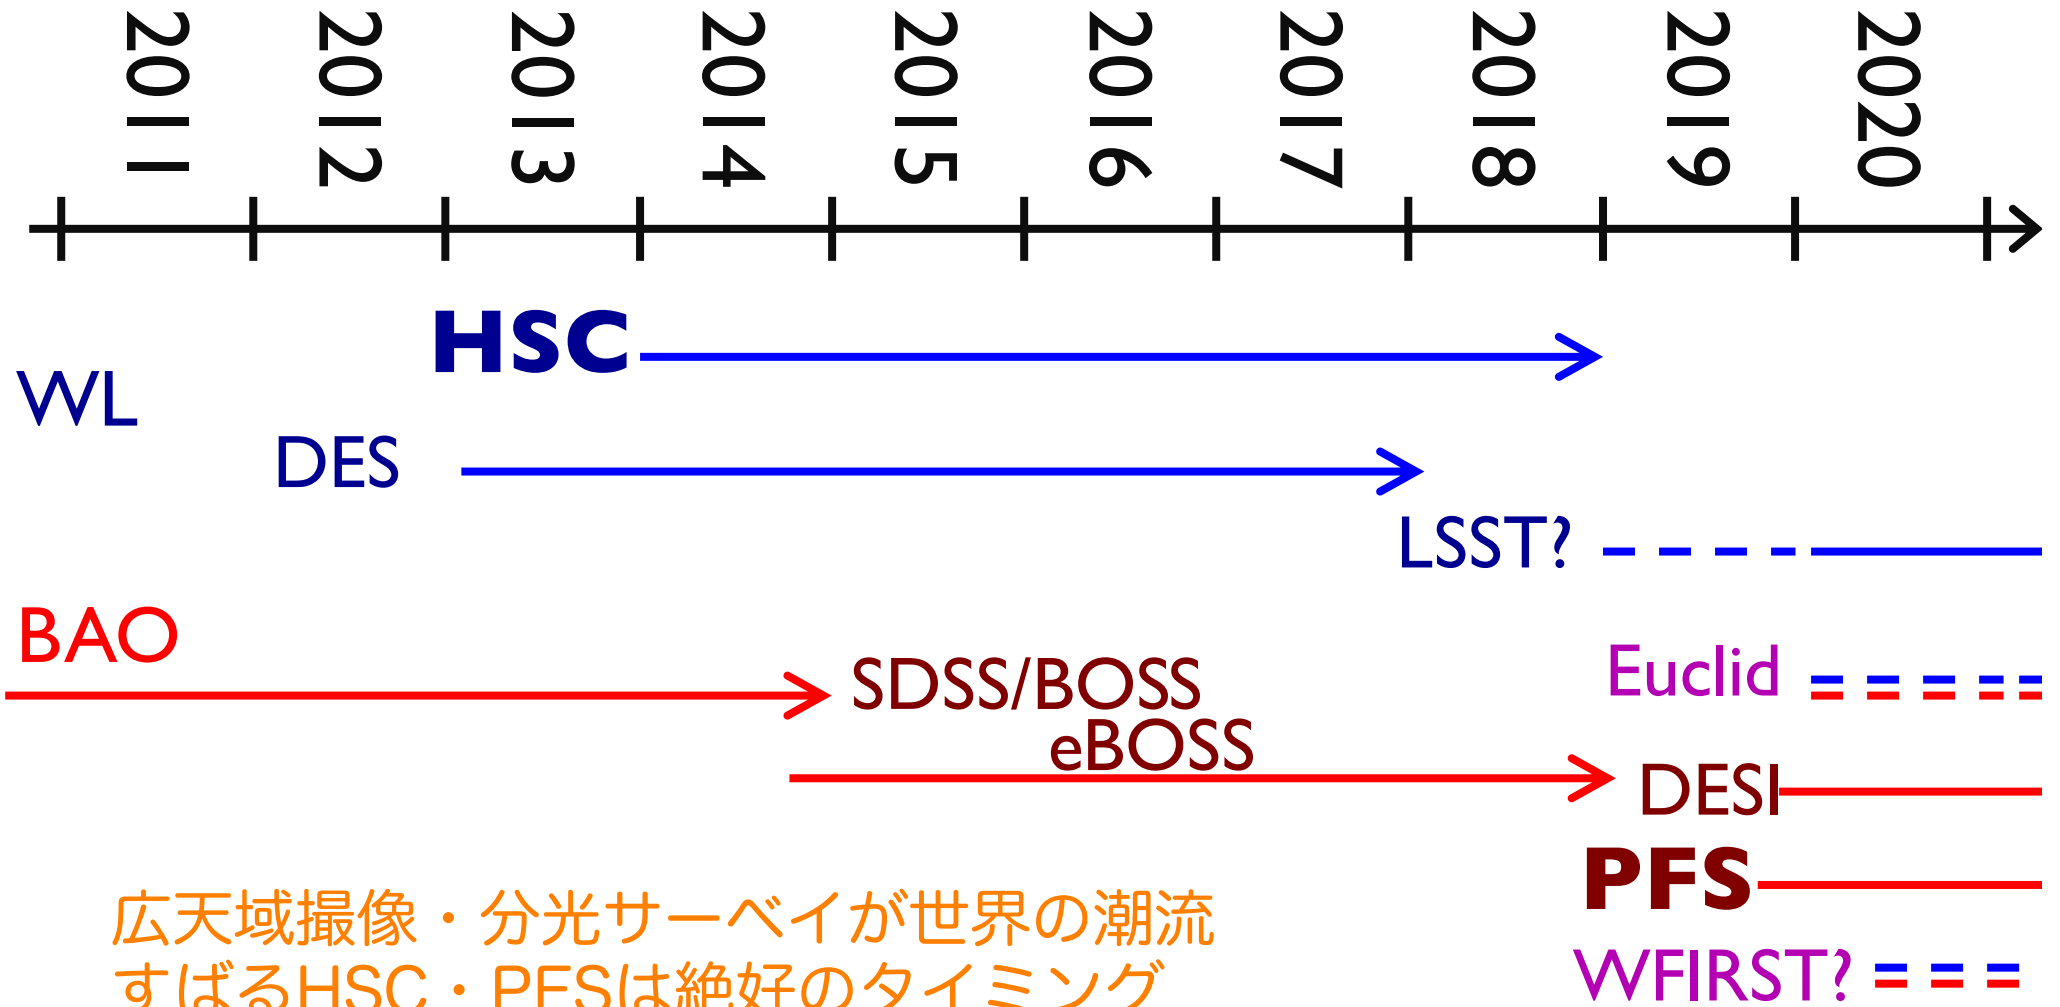 2011 2012 2013 2014 2015 2016 2017 2018 2019 2020
HSC
WL
DES
LSST?
BAO
SDSS/BOSS
Euclid
eBOSS
DESI
PFS
広天域撮像・分光サーベイが世界の潮流
WFIRST?
すばるHSC・PFSは絶好のタイミング